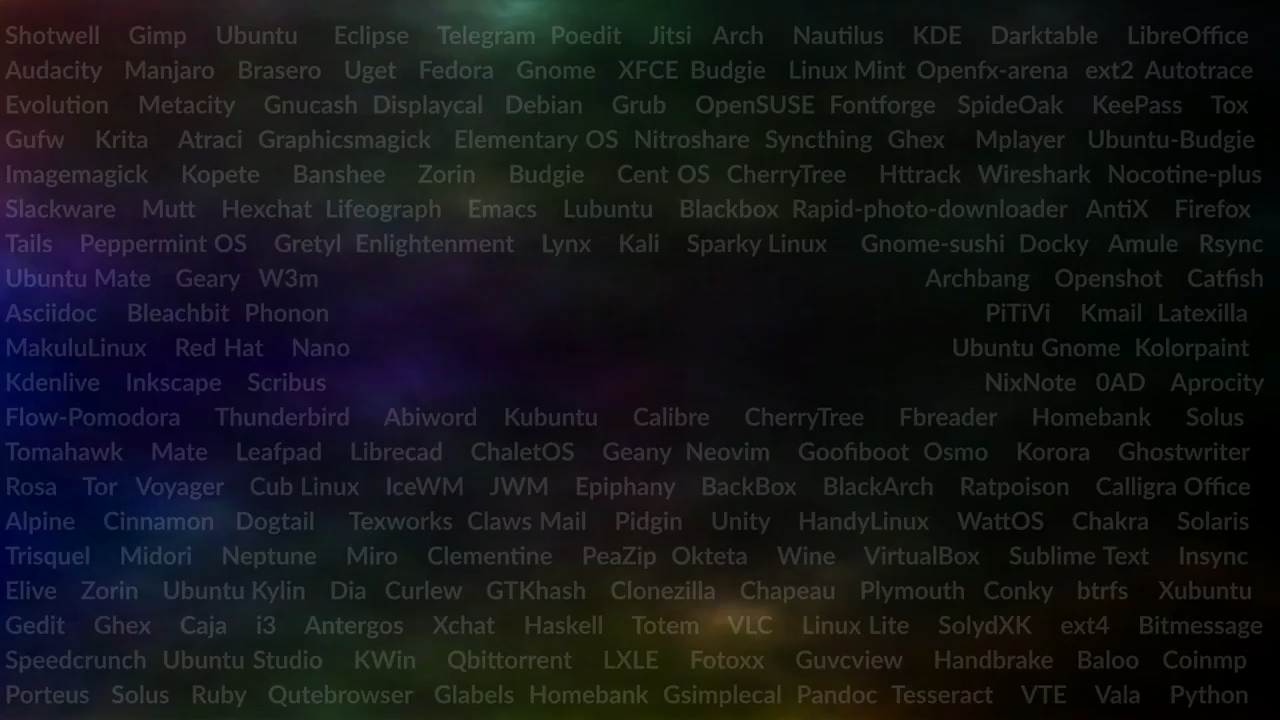 Shotwell Gimp Ubuntu Eclipse Telegram Poedit Jitsi Arch Nautilus KDE Darktable LibreOffice
Audacity Manjaro Brasero Uget Fedora Gnome XFCE Budgie Linux Mint Openfx-arena ext2 Autotrace
Evolution Metacity Gnucash Displaycal Debian Grub OpenSUSE Fontforge SpideOak KeePass Tox
Gufw Krita Atraci Graphicsmagick Elementary OS Nitroshare Syncthing Ghex Mplayer Ubuntu-Budgie
Imagemagick Kopete Banshee Zorin Budgie Cent OS CherryTree Httrack Wireshark Nocotine-plus
Slackware Mutt Hexchat Lifeograph Emacs Lubuntu Blackbox Rapid-photo-downloader AntiX Firefox
Tails Peppermint OS Gretyl Enlightenment Lynx Kali Sparky Linux Gnome-sushi Docky Amule Rsync
Ubuntu Mate Geary W3m Archbang Openshot Catfish
Asciidoc Bleachbit Phonon PiTiVi Kmail Latexilla
MakuluLinux Red Hat Nano Ubuntu Gnome Kolorpaint
Kdenlive Inkscape Scribus NixNote 0AD Aprocity
Flow-Pomodora Thunderbird Abiword Kubuntu Calibre CherryTree Fbreader Homebank Solus
Tomahawk Mate Leafpad Librecad ChaletOS Geany Neovim Goofiboot Osmo Korora Ghostwriter
Rosa Tor Voyager Cub Linux IceWM JWM Epiphany BackBox BlackArch Ratpoison Calligra Office
Alpine Cinnamon Dogtail Texworks Claws Mail Pidgin Unity HandyLinux WattOS Chakra Solaris
Trisquel Midori Neptune Miro Clementine PeaZip Okteta Wine VirtualBox Sublime Text Insync
Elive Zorin Ubuntu Kylin Dia Curlew GTKhash Clonezilla Chapeau Plymouth Conky btrfs Xubuntu
Gedit Ghex Caja i3 Antergos Xchat Haskell Totem VLC Linux Lite SolydXK ext4 Bitmessage
Speedcrunch Ubuntu Studio KWin Qbittorrent LXLE Fotoxx Guvcview Handbrake Baloo Coinmp
Porteus Solus Ruby Qutebrowser Glabels Homebank Gsimplecal Pandoc Tesseract VTE Vala Python